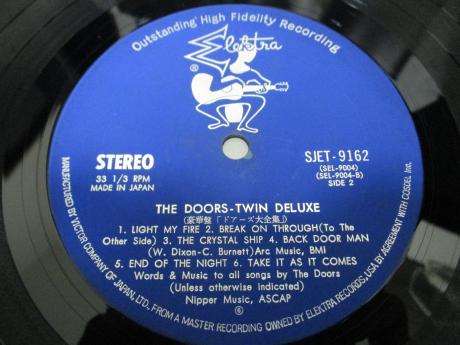 Outstanding High Fidelity Recording
Elektra
®
STEREO
33 1/3 RPM
MADE IN JAPAN
SJET-9162
(SEL-9004)
(SEL-9004-B)
SIDE 2
THE DOORS-TWIN DELUXE
(豪華盤「ドアーズ大全集」)
1. LIGHT MY FIRE 2. BREAK ON THROUGH(To The
Other Side) 3. THE CRYSTAL SHIP 4. BACK DOOR MAN
(W. Dixon-C. Burnett)Arc Music, BMI
5. END OF THE NIGHT 6. TAKE IT AS IT COMES
Words & Music to all songs by The Doors
(Unless otherwise indicated)
Nipper Music, ASCAP
MANUFACTURED BY VICTOR COMPANY OF JAPAN, LTD. FROM A MASTER RECORDING OWNED BY ELEKTRA RECORDS, USA BY AGREEMENT WITH COSDEL Inc.